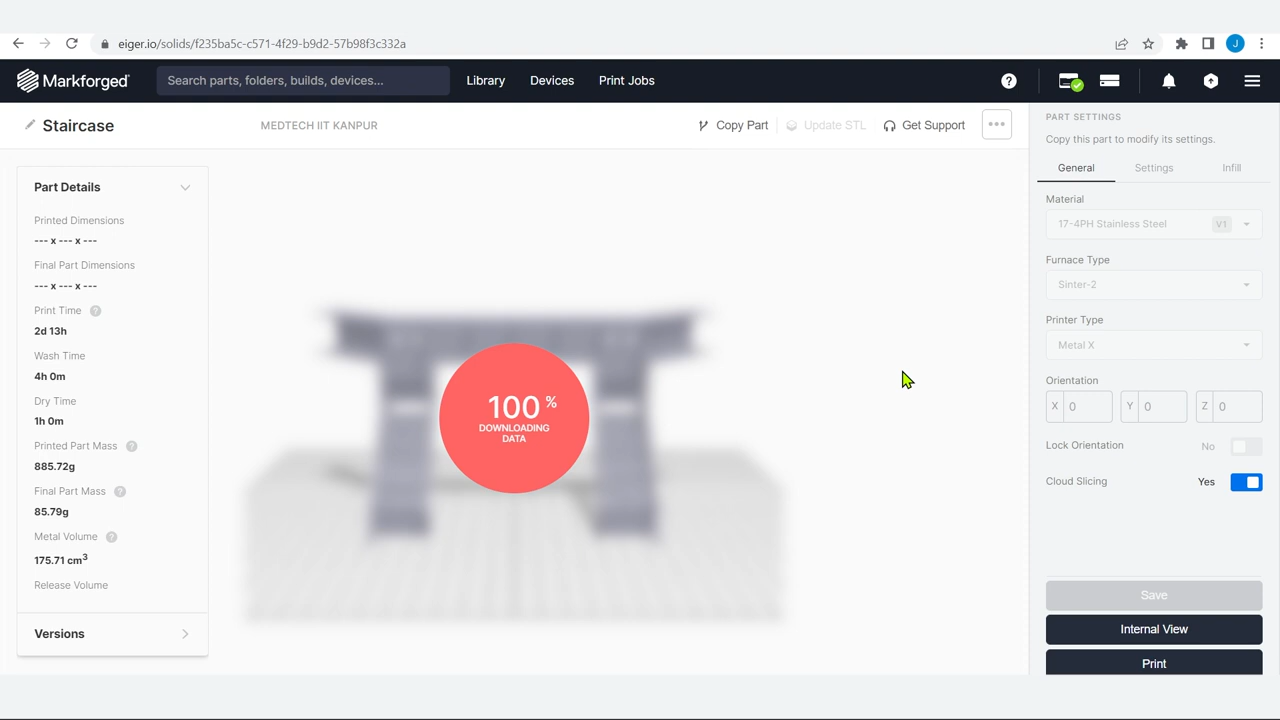 eiger.io/solids/f235ba5c-c571-4f29-b9d2-57b98f3c332a
J
Markforged
Search parts, folders, builds, devices...
Library
Devices
Print Jobs
Staircase
MEDTECH IIT KANPUR
Copy Part
Update STL
Get Support
Part Details
Printed Dimensions
--- x --- x ---
Final Part Dimensions
--- x --- x ---
Print Time ?
2d 13h
Wash Time
4h 0m
Dry Time
1h 0m
Printed Part Mass ?
885.72g
Final Part Mass ?
85.79g
Metal Volume ?
175.71 cm3
Release Volume
Versions
100 %
DOWNLOADING
DATA
PART SETTINGS
Copy this part to modify its settings.
General
Settings
Infill
Material
17-4PH Stainless Steel V1
Furnace Type
Sinter-2
Printer Type
Metal X
Orientation
X 0
Y 0
Z 0
Lock Orientation No
Cloud Slicing Yes
Save
Internal View
Print